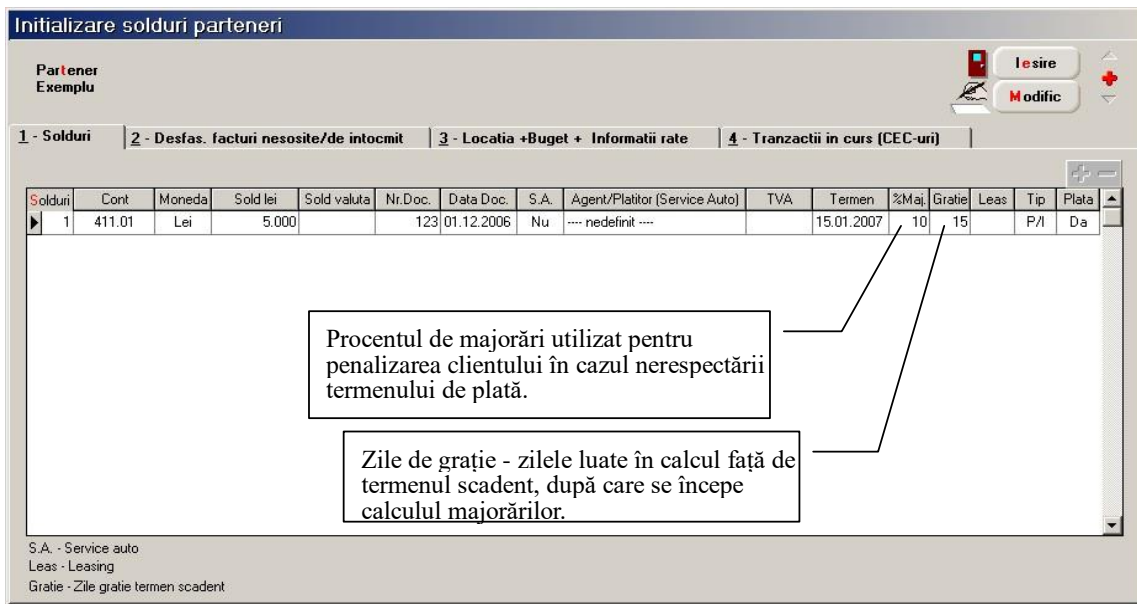 Initializare solduri parteneri
Partener
Exemplu
Iesire
Modific
1 - Solduri 2 - Desfas. facturi nesosite/de intocmit 3 - Locatia +Buget + Informatii rate 4 - Tranzactii in curs (CEC-uri)
Solduri Cont Moneda Sold lei Sold valuta Nr.Doc. Data Doc. S.A. Agent/Platitor (Service Auto) TVA Termen %Maj. Gratie Leas Tip Plata
1 411.01 Lei 5.000 123 01.12.2006 Nu ---- nedefinit ---- 15.01.2007 10 15 P/I Da
Procentul de majorări utilizat pentru
penalizarea clientului în cazul nerespectării
termenului de plată.
Zile de grație - zilele luate în calcul față de
termenul scadent, după care se începe
calculul majorărilor.
S.A. - Service auto
Leas - Leasing
Gratie - Zile gratie termen scadent